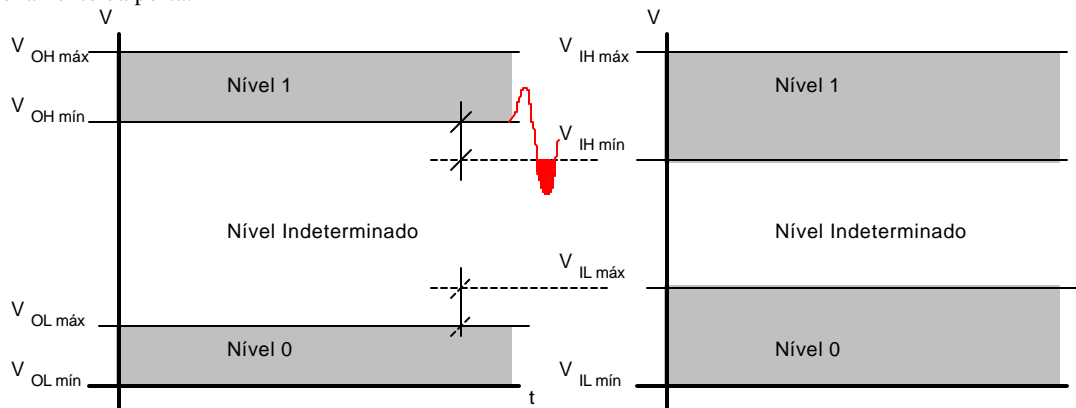 V
V OH máx
Nível 1
V OH mín
Nível Indeterminado
V OL máx
Nível 0
V OL mín
t
V
V IH máx
Nível 1
V IH mín
Nível Indeterminado
V IL máx
Nível 0
V IL mín